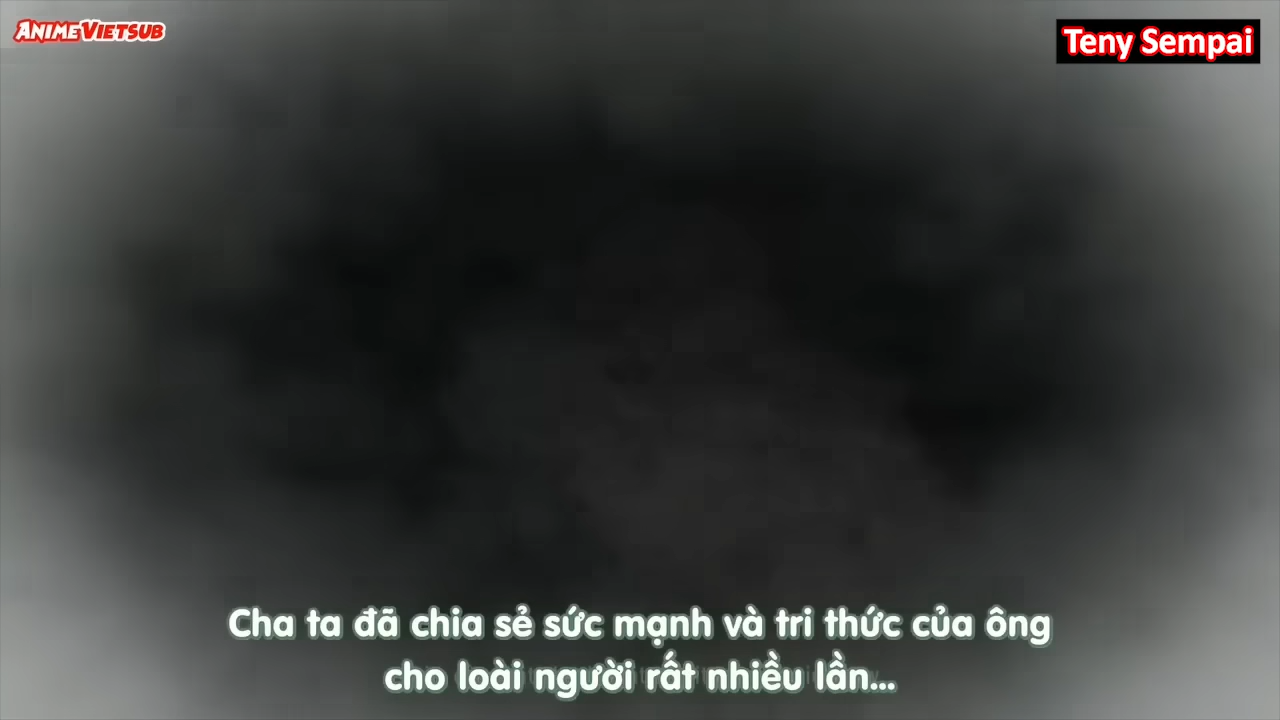 ANIMEVIETSUB
Teny Sempai
Cha ta đã chia sẻ sức mạnh và tri thức của ông
cho loài người rất nhiều lần...